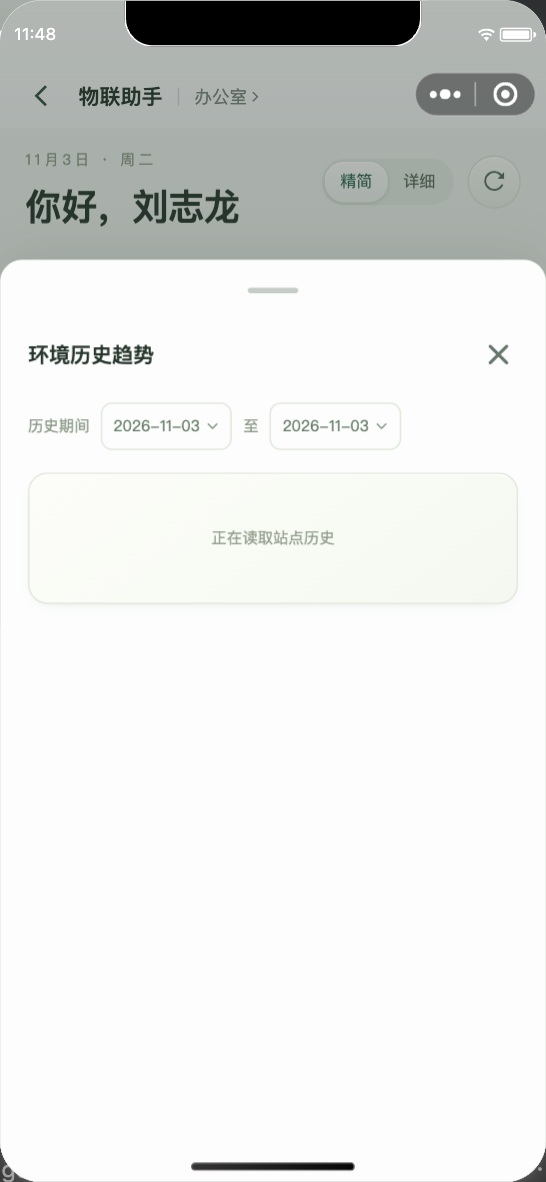 11:48
物联助手 办公室
11月3日 · 周二
你好，刘志龙
精简 详细
环境历史趋势
历史期间 2026-11-03 至 2026-11-03
正在读取站点历史